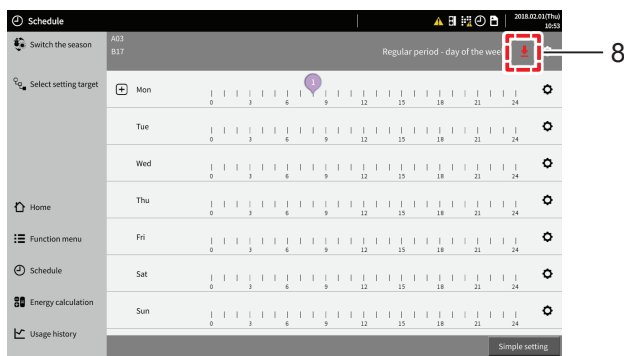 Schedule
2018.02.01(Thu)
10:53
Switch the season
A03
B17
Regular period - day of the wee
8
Select setting target
Mon
1
0 3 6 9 12 15 18 21 24
Tue
0 3 6 9 12 15 18 21 24
Wed
0 3 6 9 12 15 18 21 24
Thu
0 3 6 9 12 15 18 21 24
Fri
0 3 6 9 12 15 18 21 24
Sat
0 3 6 9 12 15 18 21 24
Sun
0 3 6 9 12 15 18 21 24
Home
Function menu
Schedule
Energy calculation
Usage history
Simple setting